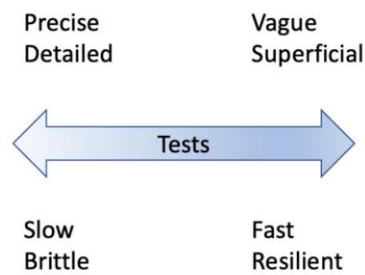 Precise
Detailed
Vague
Superficial
Tests
Slow
Brittle
Fast
Resilient